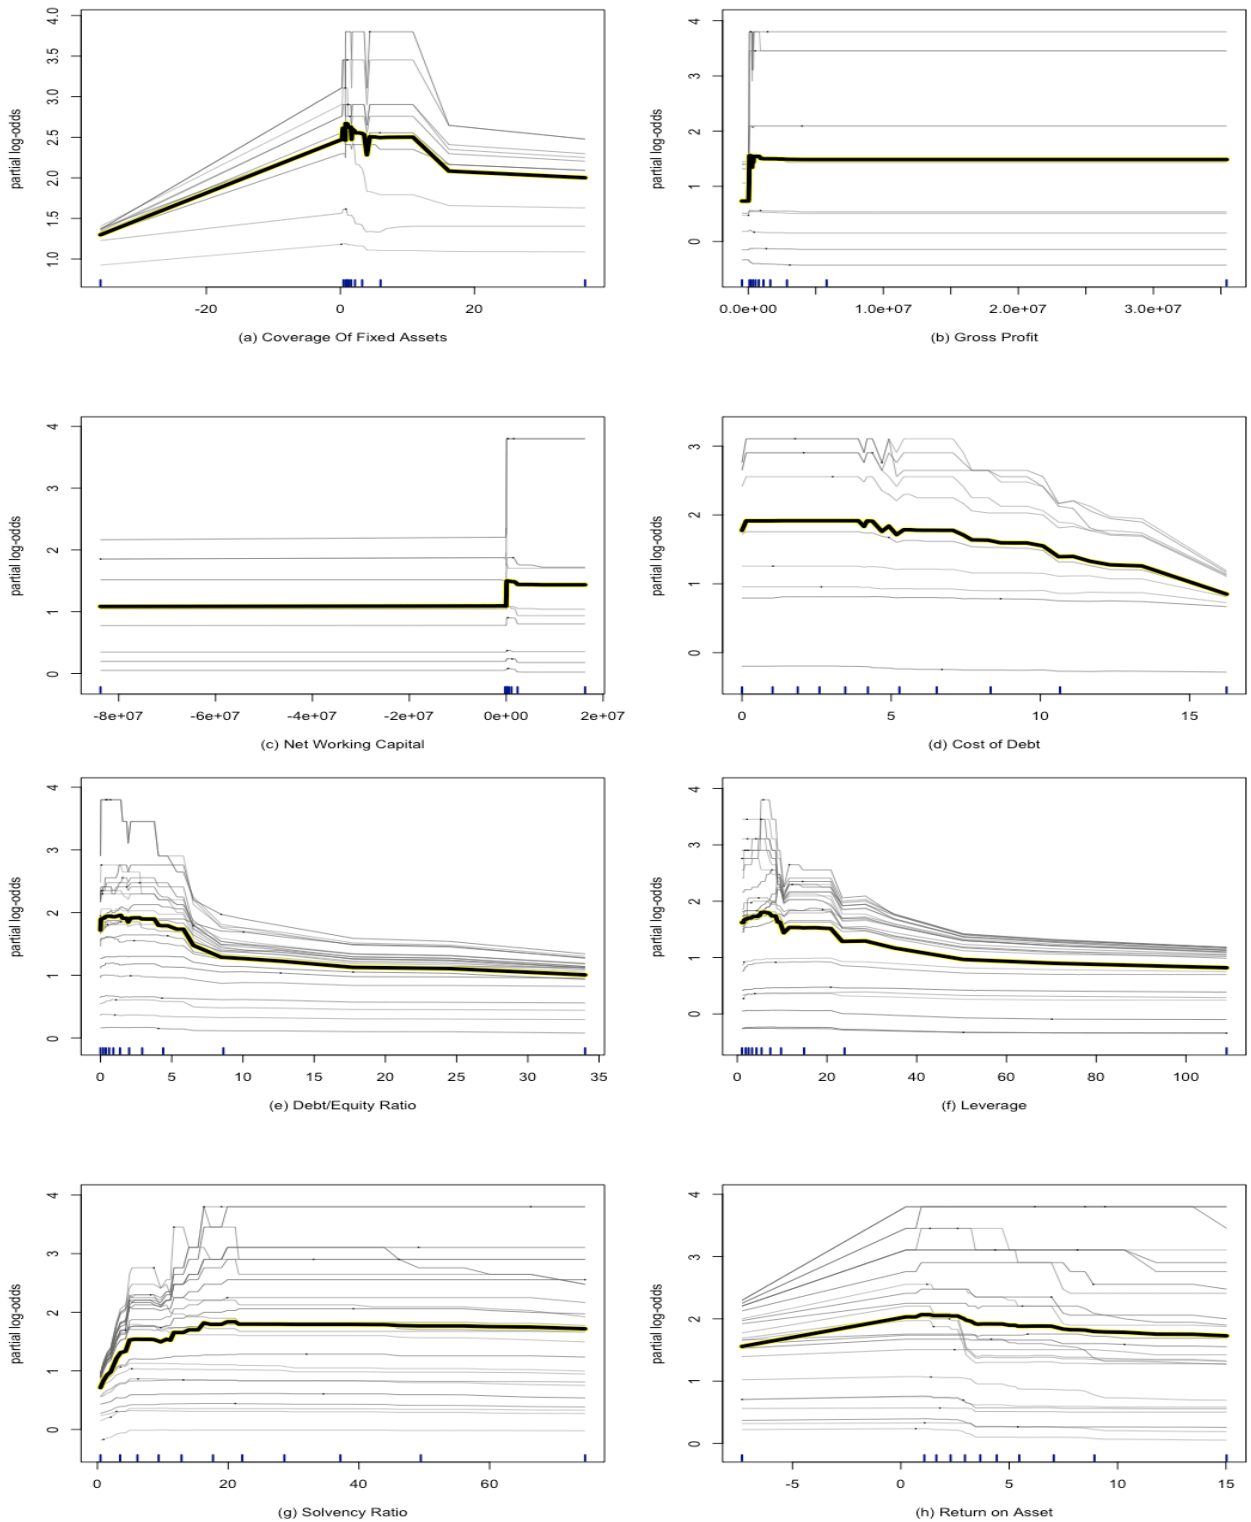 4.0
3.5
3.0
2.5
2.0
1.5
1.0
partial log-odds
-20 0 20
(a) Coverage Of Fixed Assets
4
3
2
1
0
partial log-odds
0.0e+00 1.0e+07 2.0e+07 3.0e+07
(b) Gross Profit
4
3
2
1
0
partial log-odds
-8e+07 -6e+07 -4e+07 -2e+07 0e+00 2e+07
(c) Net Working Capital
3
2
1
0
partial log-odds
0 5 10 15
(d) Cost of Debt
4
3
2
1
0
partial log-odds
0 5 10 15 20 25 30 35
(e) Debt/Equity Ratio
4
3
2
1
0
partial log-odds
0 20 40 60 80 100
(f) Leverage
4
3
2
1
0
partial log-odds
0 20 40 60
(g) Solvency Ratio
4
3
2
1
0
partial log-odds
-5 0 5 10 15
(h) Return on Asset